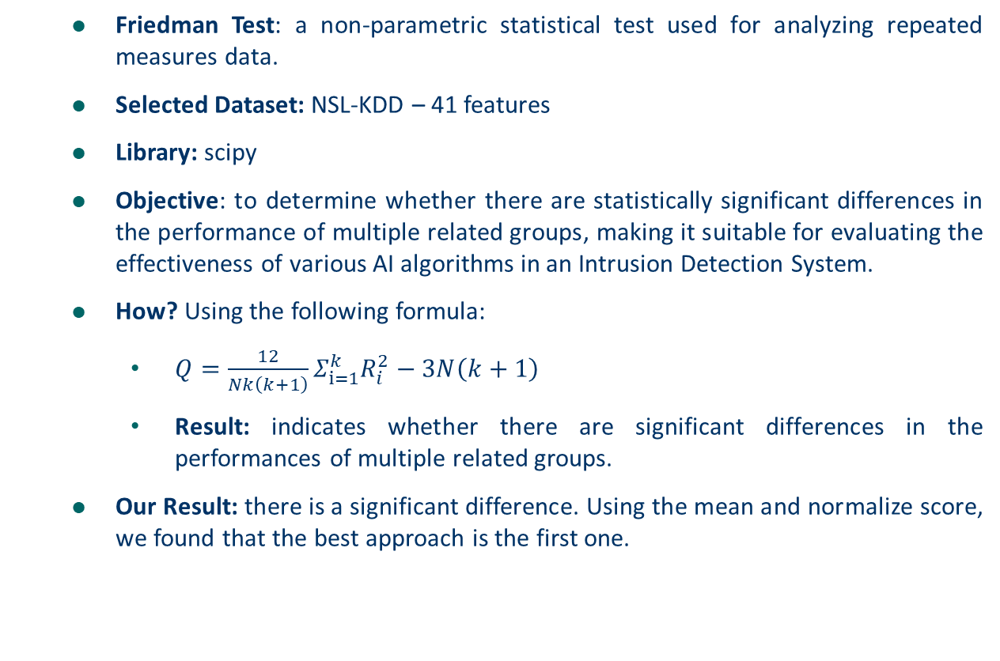 ● Friedman Test: a non-parametric statistical test used for analyzing repeated
measures data.
● Selected Dataset: NSL-KDD – 41 features
● Library: scipy
● Objective: to determine whether there are statistically significant differences in
the performance of multiple related groups, making it suitable for evaluating the
effectiveness of various AI algorithms in an Intrusion Detection System.
● How? Using the following formula:
• Q = \frac{12}{Nk(k+1)} Σ_{i=1}^{k} R_i^2 − 3N(k + 1)
• Result: indicates whether there are significant differences in the
performances of multiple related groups.
● Our Result: there is a significant difference. Using the mean and normalize score,
we found that the best approach is the first one.